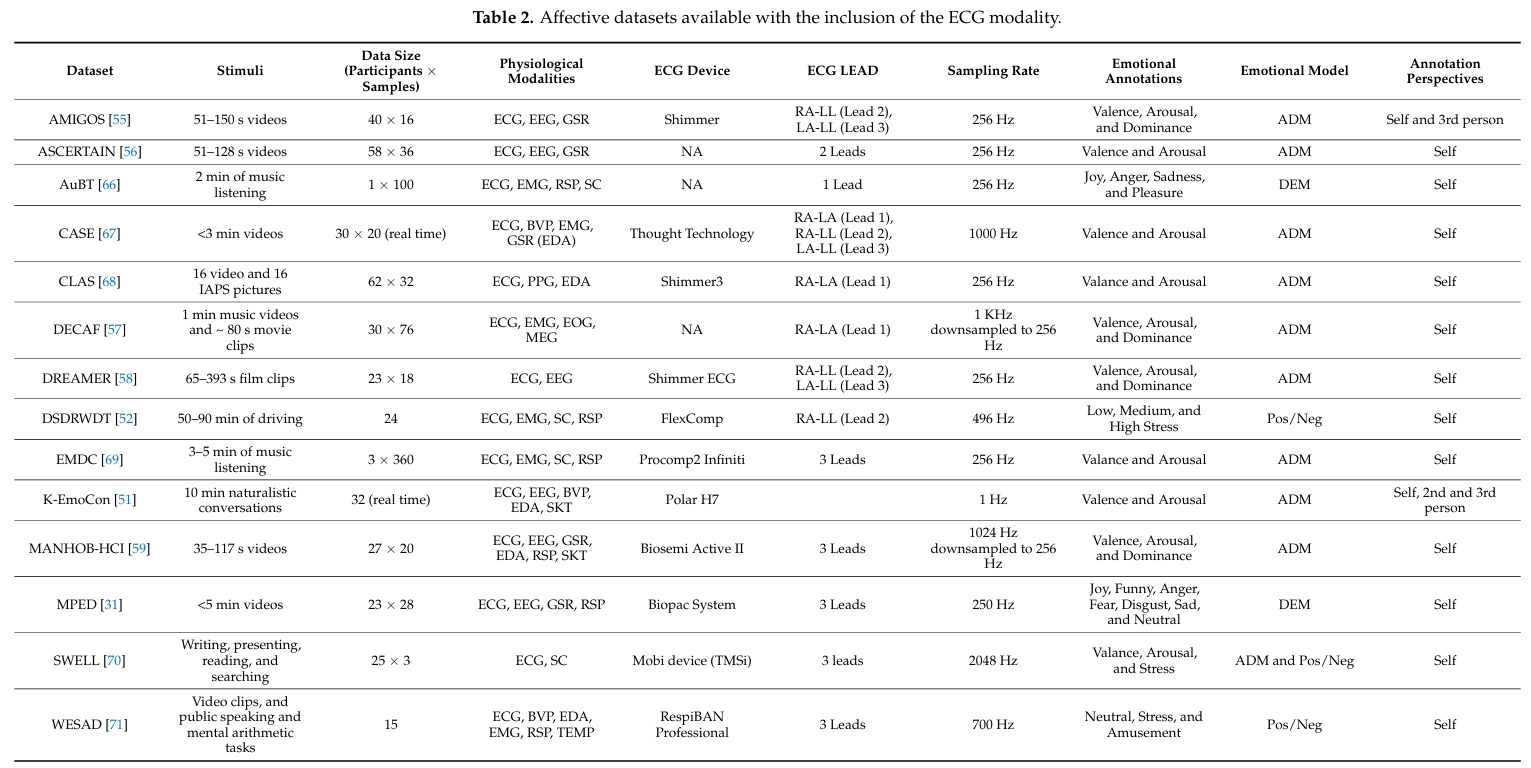 Table 2. Affective datasets available with the inclusion of the ECG modality.
Dataset Stimuli Data Size (Participants × Samples) Physiological Modalities ECG Device ECG LEAD Sampling Rate Emotional Annotations Emotional Model Annotation Perspectives
AMIGOS [55] 51–150 s videos 40 × 16 ECG, EEG, GSR Shimmer RA-LL (Lead 2), LA-LL (Lead 3) 256 Hz Valence, Arousal, and Dominance ADM Self and 3rd person
ASCERTAIN [56] 51–128 s videos 58 × 36 ECG, EEG, GSR NA 2 Leads 256 Hz Valence and Arousal ADM Self
AuBT [66] 2 min of music listening 1 × 100 ECG, EMG, RSP, SC NA 1 Lead 256 Hz Joy, Anger, Sadness, and Pleasure DEM Self
CASE [67] <3 min videos 30 × 20 (real time) ECG, BVP, EMG, GSR (EDA) Thought Technology RA-LA (Lead 1), RA-LL (Lead 2), LA-LL (Lead 3) 1000 Hz Valence and Arousal ADM Self
CLAS [68] 16 video and 16 IAPS pictures 62 × 32 ECG, PPG, EDA Shimmer3 RA-LA (Lead 1) 256 Hz Valance and Arousal ADM Self
DECAF [57] 1 min music videos and ~ 80 s movie clips 30 × 76 ECG, EMG, EOG, MEG NA RA-LA (Lead 1) 1 KHz downsampled to 256 Hz Valence, Arousal, and Dominance ADM Self
DREAMER [58] 65–393 s film clips 23 × 18 ECG, EEG Shimmer ECG RA-LL (Lead 2), LA-LL (Lead 3) 256 Hz Valence, Arousal, and Dominance ADM Self
DSDRWDT [52] 50–90 min of driving 24 ECG, EMG, SC, RSP FlexComp RA-LL (Lead 2) 496 Hz Low, Medium, and High Stress Pos/Neg Self
EMDC [69] 3–5 min of music listening 3 × 360 ECG, EMG, SC, RSP Procomp2 Infiniti 3 Leads 256 Hz Valance and Arousal ADM Self
K-EmoCon [51] 10 min naturalistic conversations 32 (real time) ECG, EEG, BVP, EDA, SKT Polar H7 1 Hz Valence and Arousal ADM Self, 2nd and 3rd person
MANHOB-HCI [59] 35–117 s videos 27 × 20 ECG, EEG, GSR, EDA, RSP, SKT Biosemi Active II 3 Leads 1024 Hz downsampled to 256 Hz Valence, Arousal, and Dominance ADM Self
MPED [31] <5 min videos 23 × 28 ECG, EEG, GSR, RSP Biopac System 3 Leads 250 Hz Joy, Funny, Anger, Fear, Disgust, Sad, and Neutral DEM Self
SWELL [70] Writing, presenting, reading, and searching 25 × 3 ECG, SC Mobi device (TMSi) 3 leads 2048 Hz Valance, Arousal, and Stress ADM and Pos/Neg Self
WESAD [71] Video clips, and public speaking and mental arithmetic tasks 15 ECG, BVP, EDA, EMG, RSP, TEMP RespiBAN Professional 3 Leads 700 Hz Neutral, Stress, and Amusement Pos/Neg Self